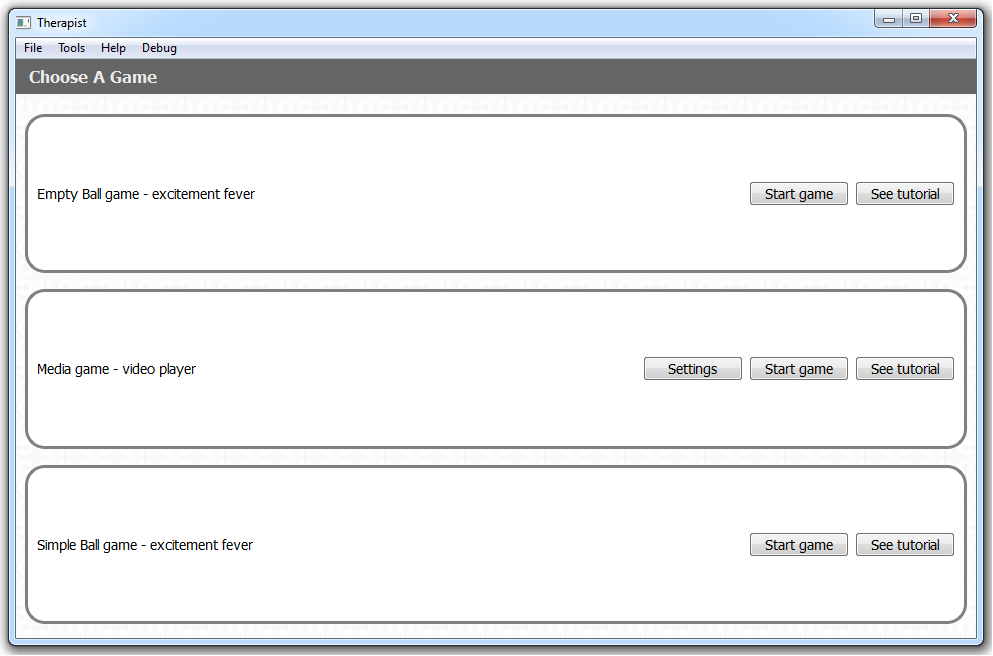 Therapist
File Tools Help Debug
Choose A Game
Empty Ball game - excitement fever Start game See tutorial
Media game - video player Settings Start game See tutorial
Simple Ball game - excitement fever Start game See tutorial